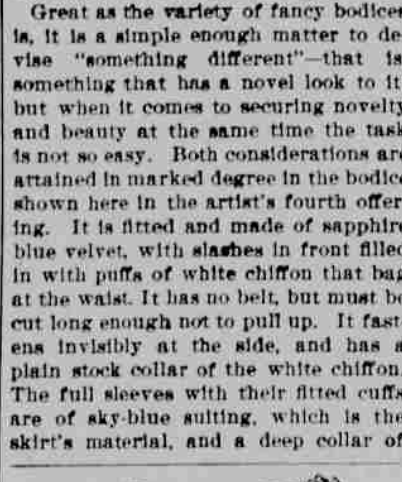 Great as the variety of fancy bodices
is, it is a simple enough matter to de
vise "something different"—that is
something that has a novel look to it
but when it comes to securing novelty
and beauty at the same time the task
is not so easy. Both considerations are
attained in marked degree in the bodice
shown here in the artist's fourth offer
ing. It is fitted and made of sapphire
blue velvet, with slashes in front filled
in with puffs of white chiffon that bag
at the waist. It has no belt, but must be
cut long enough not to pull up. It fast
ens invisibly at the side, and has a
plain stock collar of the white chiffon.
The full sleeves with their fitted cuffs
are of sky-blue suiting, which is the
skirt's material, and a deep collar of